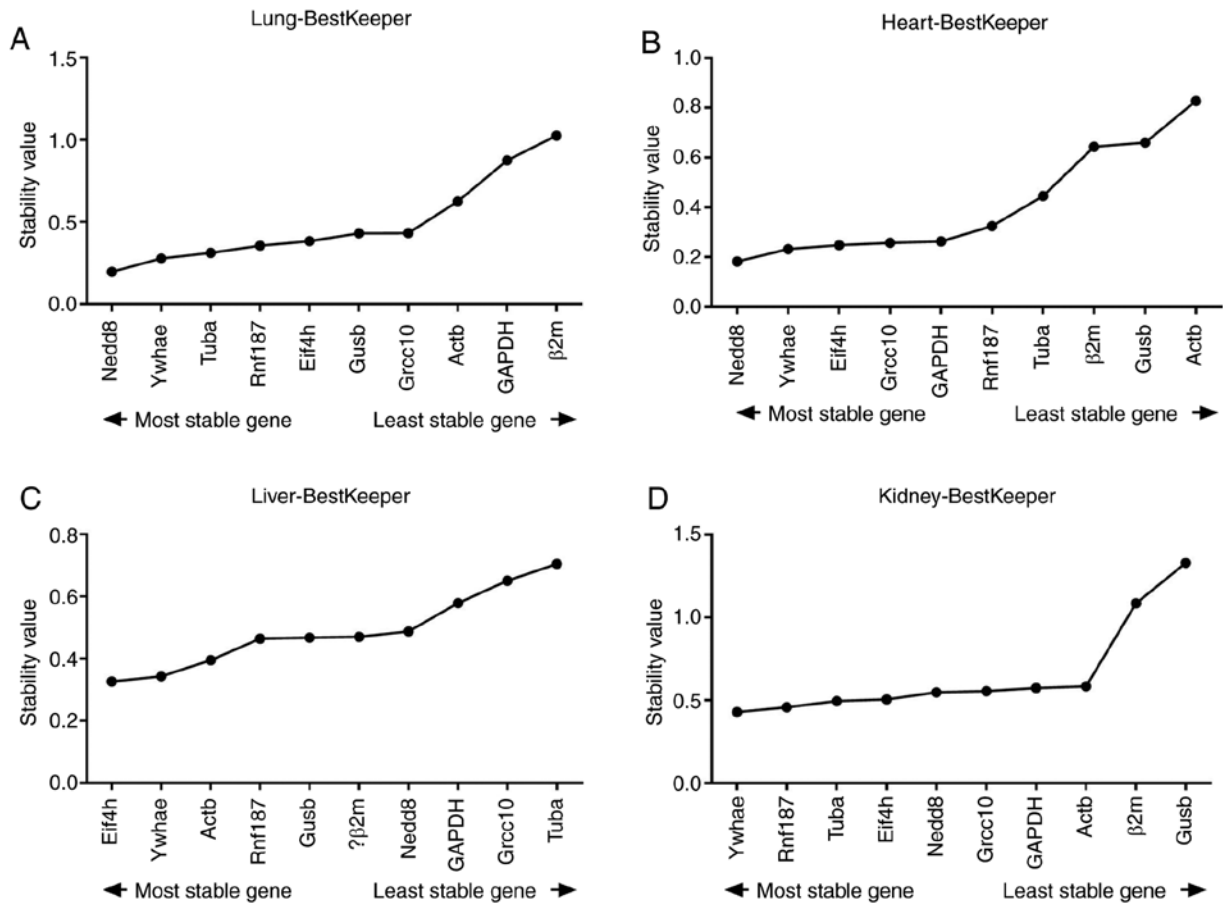 A
Lung-BestKeeper
Stability value
1.5
1.0
0.5
0.0
Nedd8
Ywhae
Tuba
Rnf187
Eif4h
Gusb
Grcc10
Actb
GAPDH
β2m
Most stable gene
Least stable gene
B
Heart-BestKeeper
Stability value
1.0
0.8
0.6
0.4
0.2
0.0
Nedd8
Ywhae
Eif4h
Grcc10
GAPDH
Rnf187
Tuba
β2m
Gusb
Actb
Most stable gene
Least stable gene
C
Liver-BestKeeper
Stability value
0.8
0.6
0.4
0.2
0.0
Eif4h
Ywhae
Actb
Rnf187
Gusb
?β2m
Nedd8
GAPDH
Grcc10
Tuba
Most stable gene
Least stable gene
D
Kidney-BestKeeper
Stability value
1.5
1.0
0.5
0.0
Ywhae
Rnf187
Tuba
Eif4h
Nedd8
Grcc10
GAPDH
Actb
β2m
Gusb
Most stable gene
Least stable gene